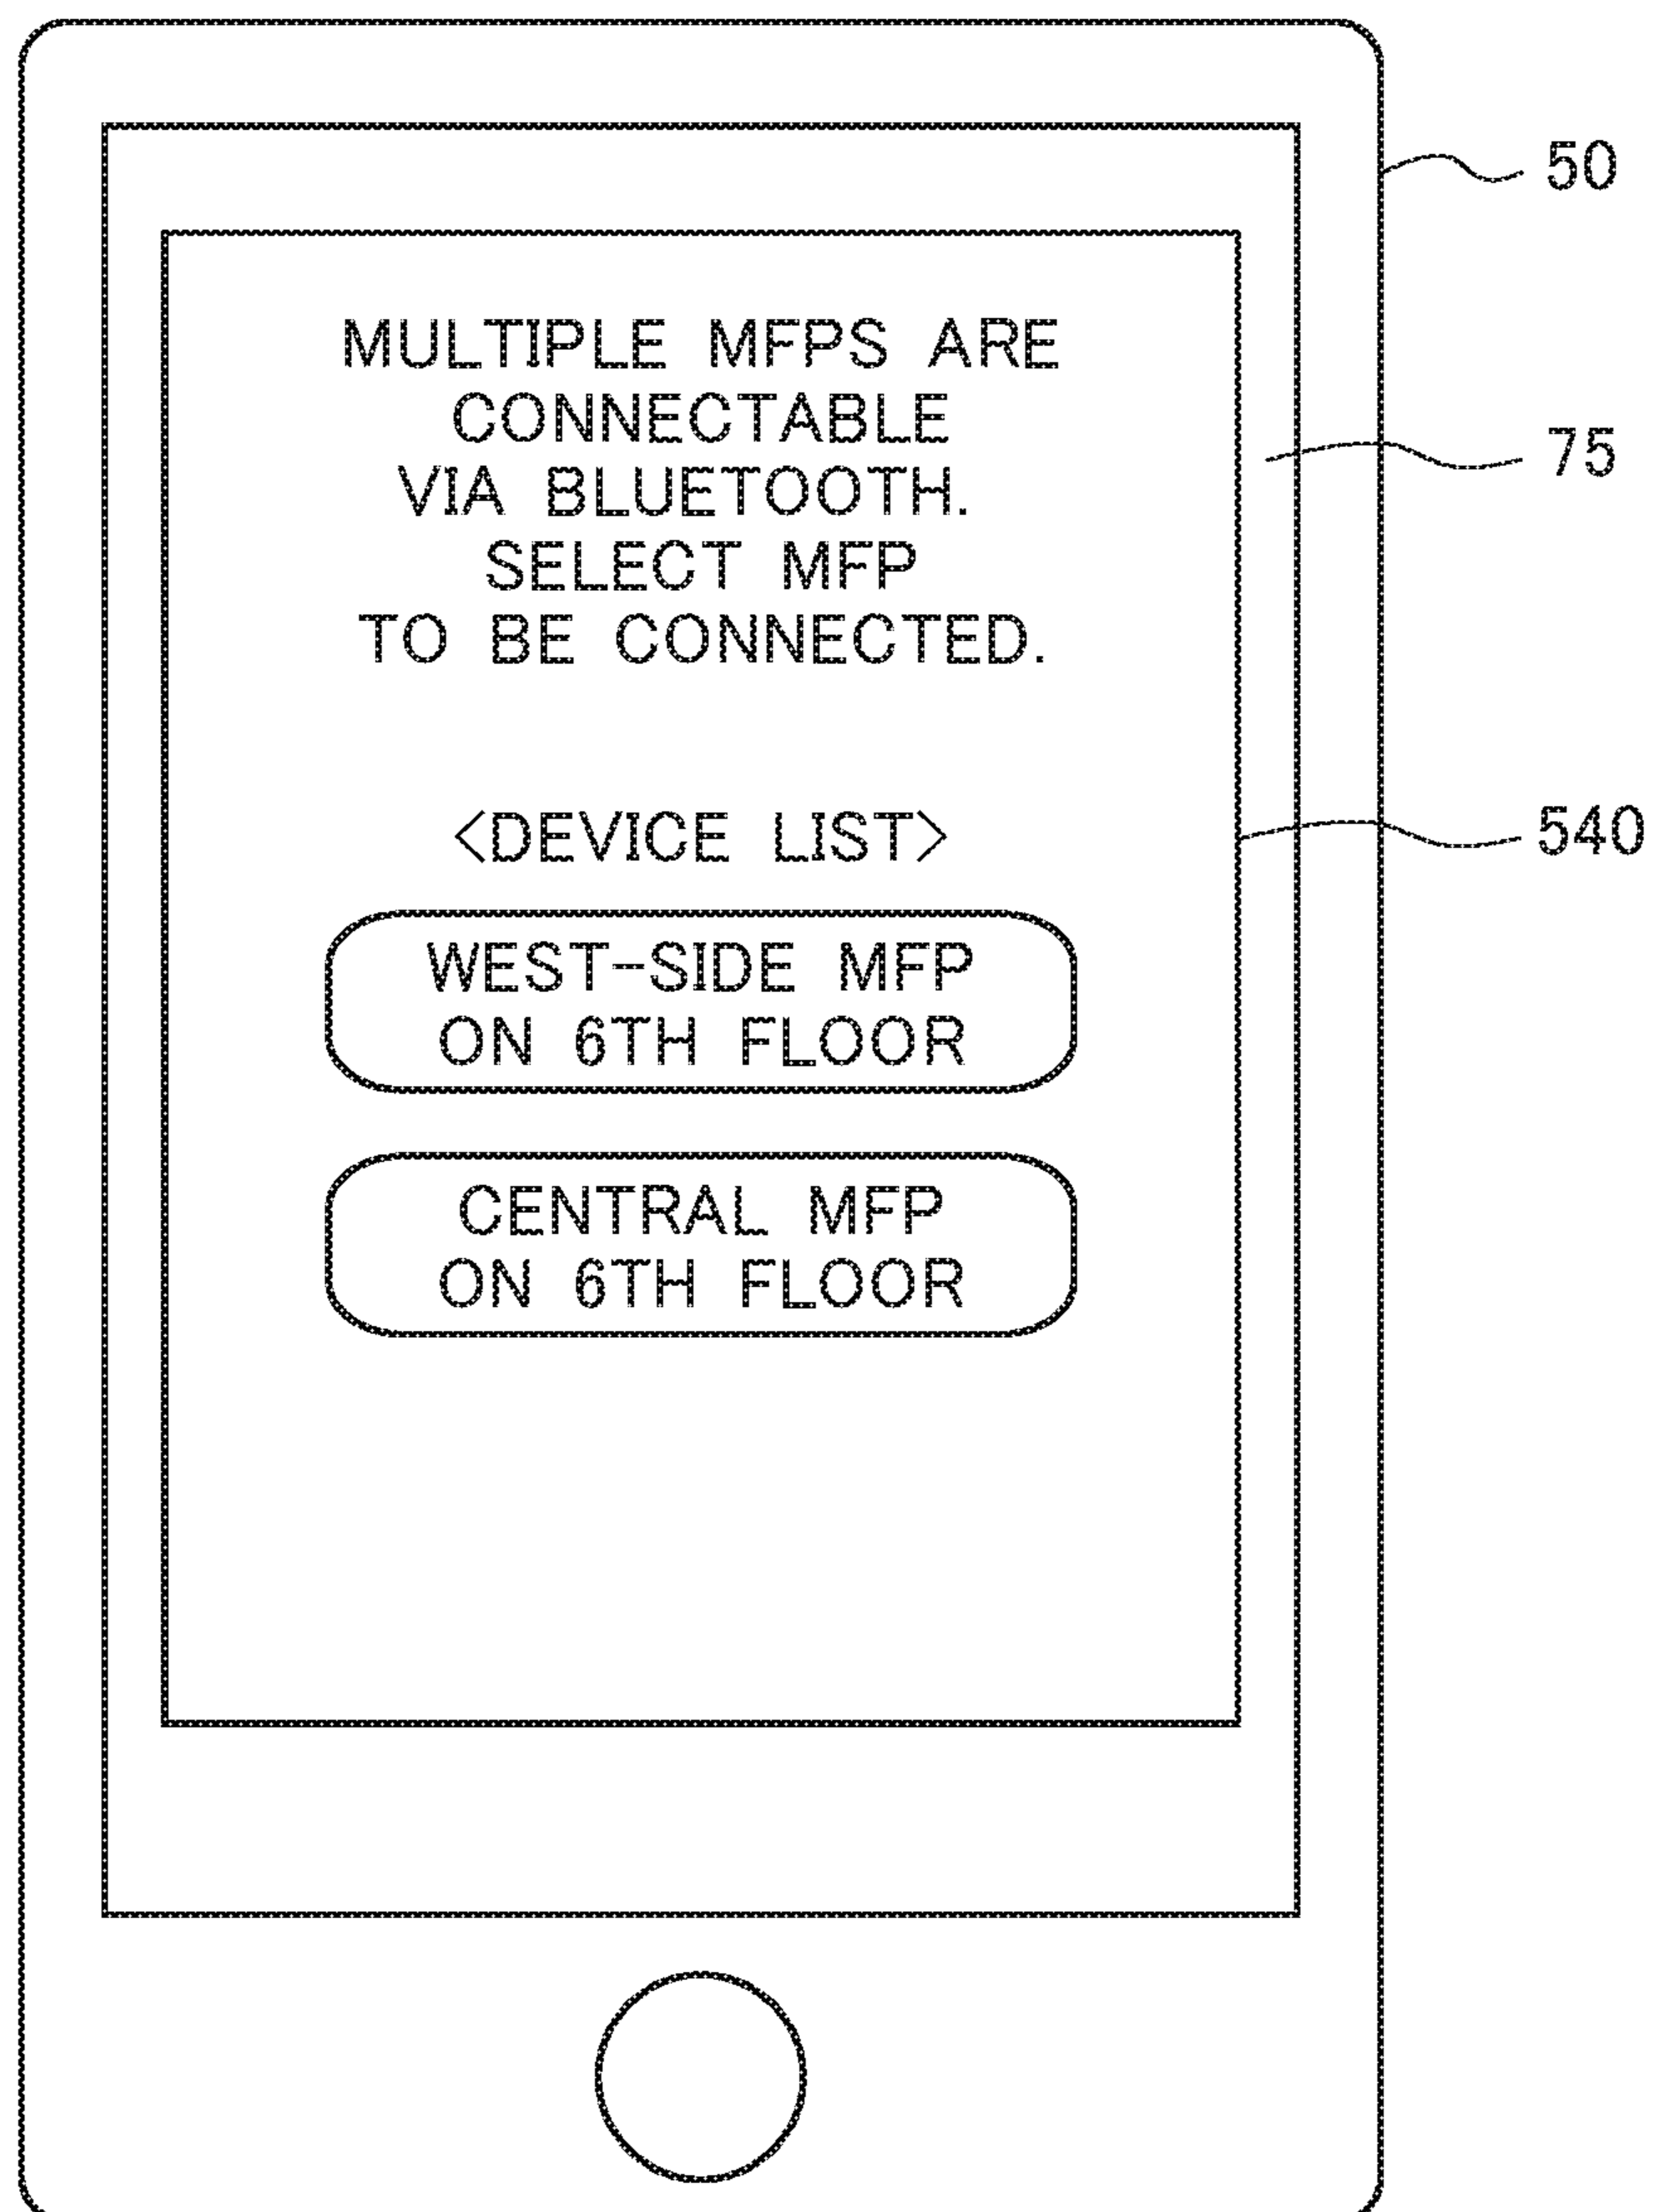 50
MULTIPLE MFPS ARE
CONNECTABLE
VIA BLUETOOTH.
SELECT MFP
TO BE CONNECTED.
75
<DEVICE LIST>
540
WEST-SIDE MFP
ON 6TH FLOOR
CENTRAL MFP
ON 6TH FLOOR